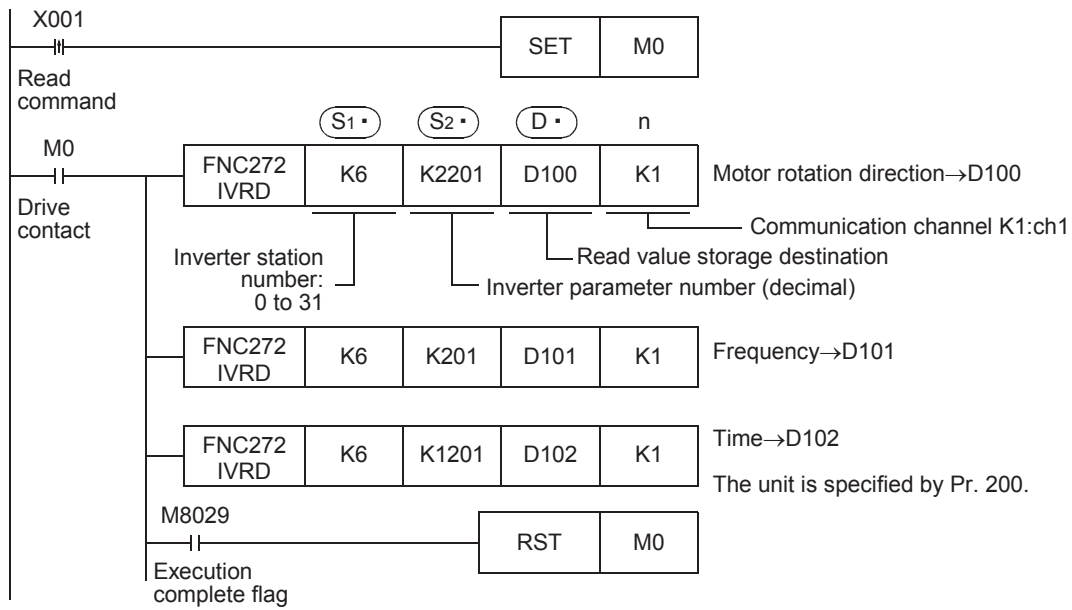 X001
SET M0
Read
command
S1・ S2・ D・ n
M0
FNC272
IVRD
K6 K2201 D100 K1
Motor rotation direction→D100
Drive
contact
Communication channel K1:ch1
Read value storage destination
Inverter parameter number (decimal)
Inverter station
number:
0 to 31
FNC272
IVRD
K6 K201 D101 K1
Frequency→D101
FNC272
IVRD
K6 K1201 D102 K1
Time→D102
The unit is specified by Pr. 200.
M8029
RST M0
Execution
complete flag